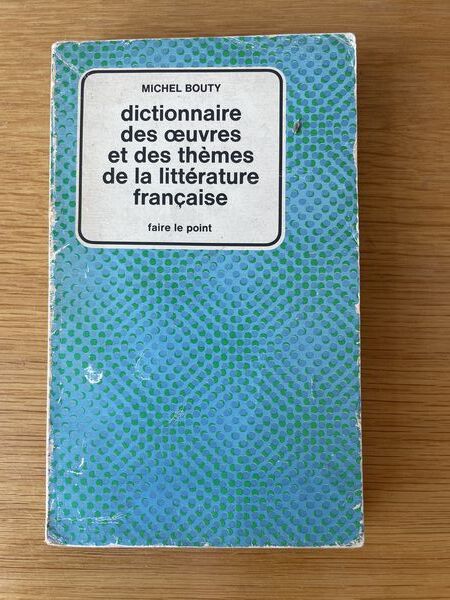 MICHEL BOUTY
dictionnaire
des œuvres
et des thèmes
de la littérature
française
faire le point